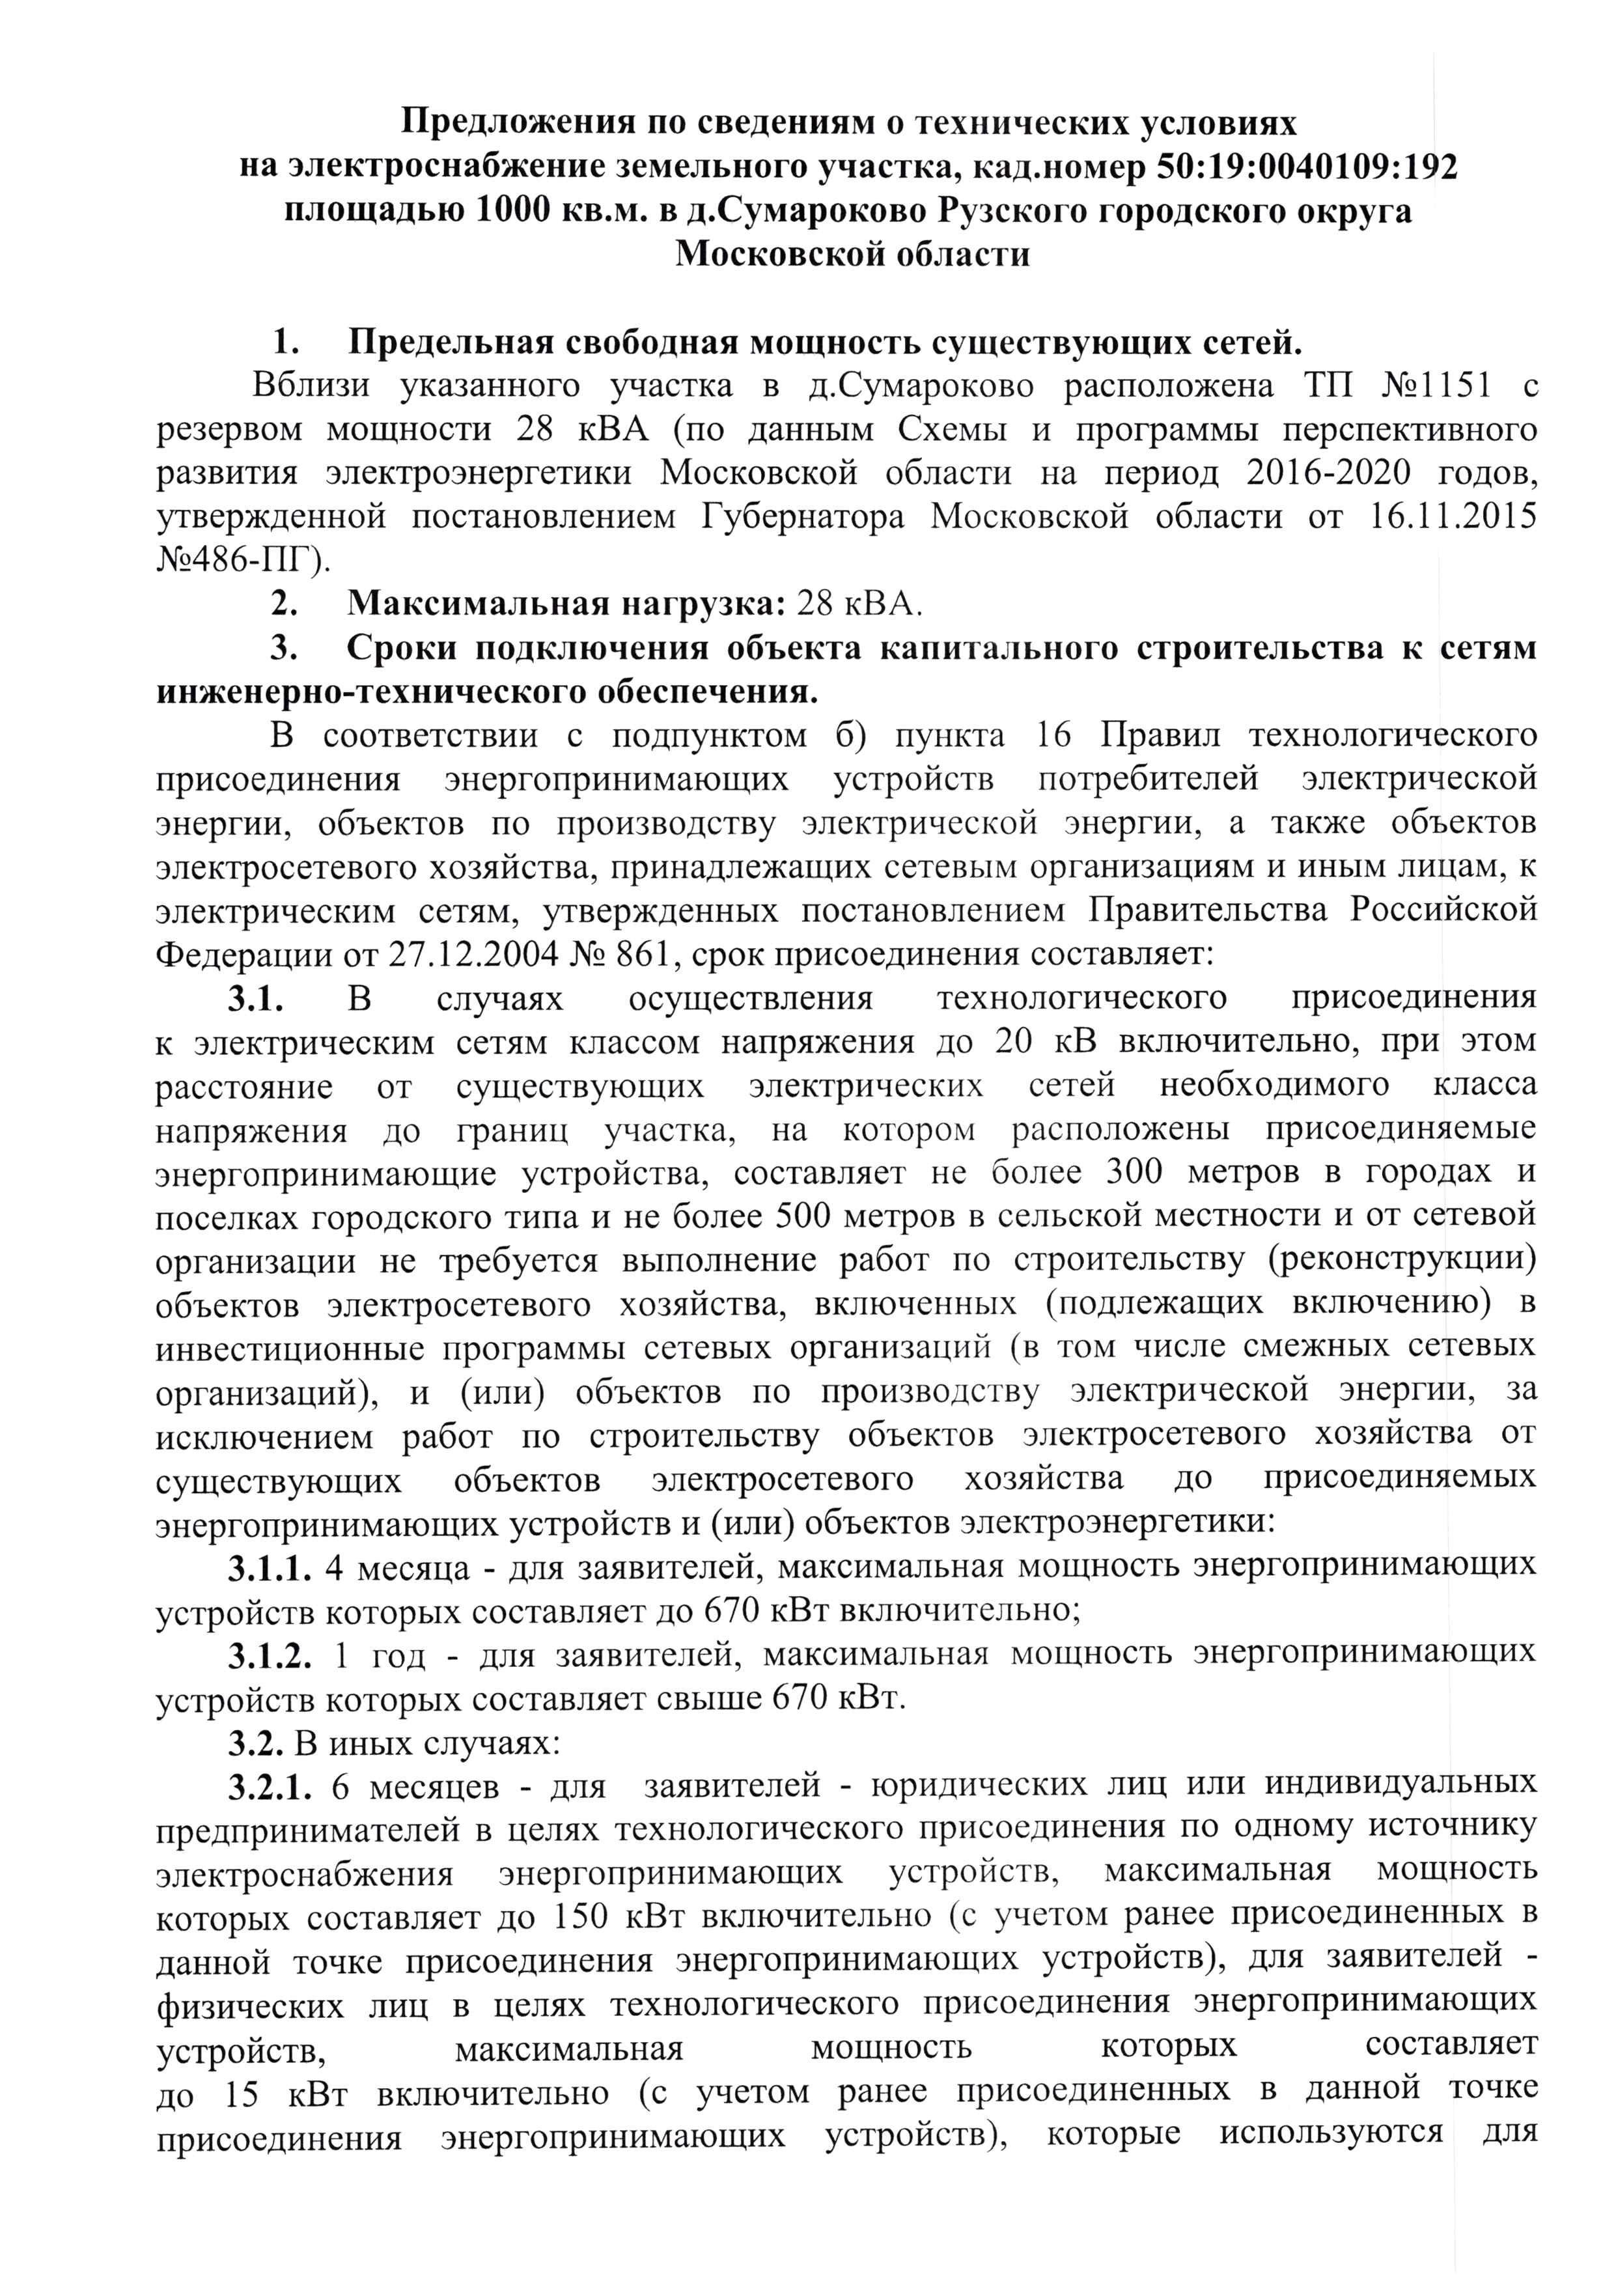 Предложения по сведениям о технических условиях
на электроснабжение земельного участка, кад.номер 50:19:0040109:192
площадью 1000 кв.м. в д.Сумароково Рузского городского округа
Московской области
1. Предельная свободная мощность существующих сетей.
Вблизи указанного участка в д.Сумароково расположена ТП №1151 с
резервом мощности 28 кВА (по данным Схемы и программы перспективного
развития электроэнергетики Московской области на период 2016-2020 годов,
утвержденной постановлением Губернатора Московской области от 16.11.2015
№486-ПГ).
2. Максимальная нагрузка: 28 кВА.
3. Сроки подключения объекта капитального строительства к сетям
инженерно-технического обеспечения.
В соответствии с подпунктом б) пункта 16 Правил технологического
присоединения энергопринимающих устройств потребителей электрической
энергии, объектов по производству электрической энергии, а также объектов
электросетевого хозяйства, принадлежащих сетевым организациям и иным лицам, к
электрическим сетям, утвержденных постановлением Правительства Российской
Федерации от 27.12.2004 № 861, срок присоединения составляет:
3.1. В случаях осуществления технологического присоединения
к электрическим сетям классом напряжения до 20 кВ включительно, при этом
расстояние от существующих электрических сетей необходимого класса
напряжения до границ участка, на котором расположены присоединяемые
энергопринимающие устройства, составляет не более 300 метров в городах и
поселках городского типа и не более 500 метров в сельской местности и от сетевой
организации не требуется выполнение работ по строительству (реконструкции)
объектов электросетевого хозяйства, включенных (подлежащих включению) в
инвестиционные программы сетевых организаций (в том числе смежных сетевых
организаций), и (или) объектов по производству электрической энергии, за
исключением работ по строительству объектов электросетевого хозяйства от
существующих объектов электросетевого хозяйства до присоединяемых
энергопринимающих устройств и (или) объектов электроэнергетики:
3.1.1. 4 месяца - для заявителей, максимальная мощность энергопринимающих
устройств которых составляет до 670 кВт включительно;
3.1.2. 1 год - для заявителей, максимальная мощность энергопринимающих
устройств которых составляет свыше 670 кВт.
3.2. В иных случаях:
3.2.1. 6 месяцев - для заявителей - юридических лиц или индивидуальных
предпринимателей в целях технологического присоединения по одному источнику
электроснабжения энергопринимающих устройств, максимальная мощность
которых составляет до 150 кВт включительно (с учетом ранее присоединенных в
данной точке присоединения энергопринимающих устройств), для заявителей -
физических лиц в целях технологического присоединения энергопринимающих
устройств, максимальная мощность которых составляет
до 15 кВт включительно (с учетом ранее присоединенных в данной точке
присоединения энергопринимающих устройств), которые используются для